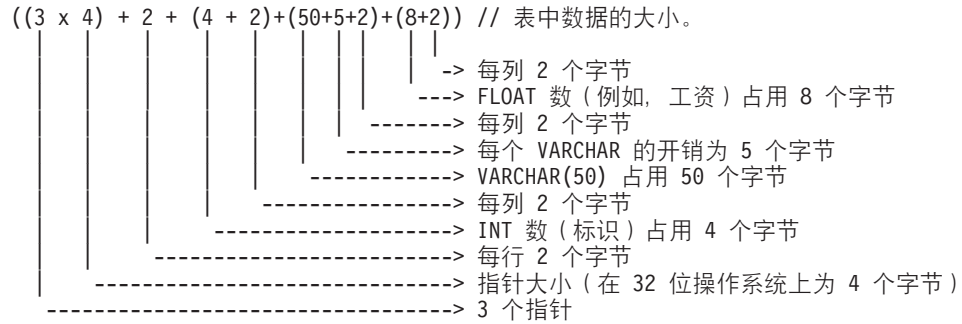 ((3 x 4) + 2 + (4 + 2)+(50+5+2)+(8+2)) // 表中数据的大小。
-> 每列 2 个字节
---> FLOAT 数（例如，工资）占用 8 个字节
-------> 每列 2 个字节
---------> 每个 VARCHAR 的开销为 5 个字节
------------> VARCHAR(50) 占用 50 个字节
----------------> 每列 2 个字节
--------------------> INT 数（标识）占用 4 个字节
-------------------------> 每行 2 个字节
------------------------------> 指针大小（在 32 位操作系统上为 4 个字节）
----------------------------------> 3 个指针